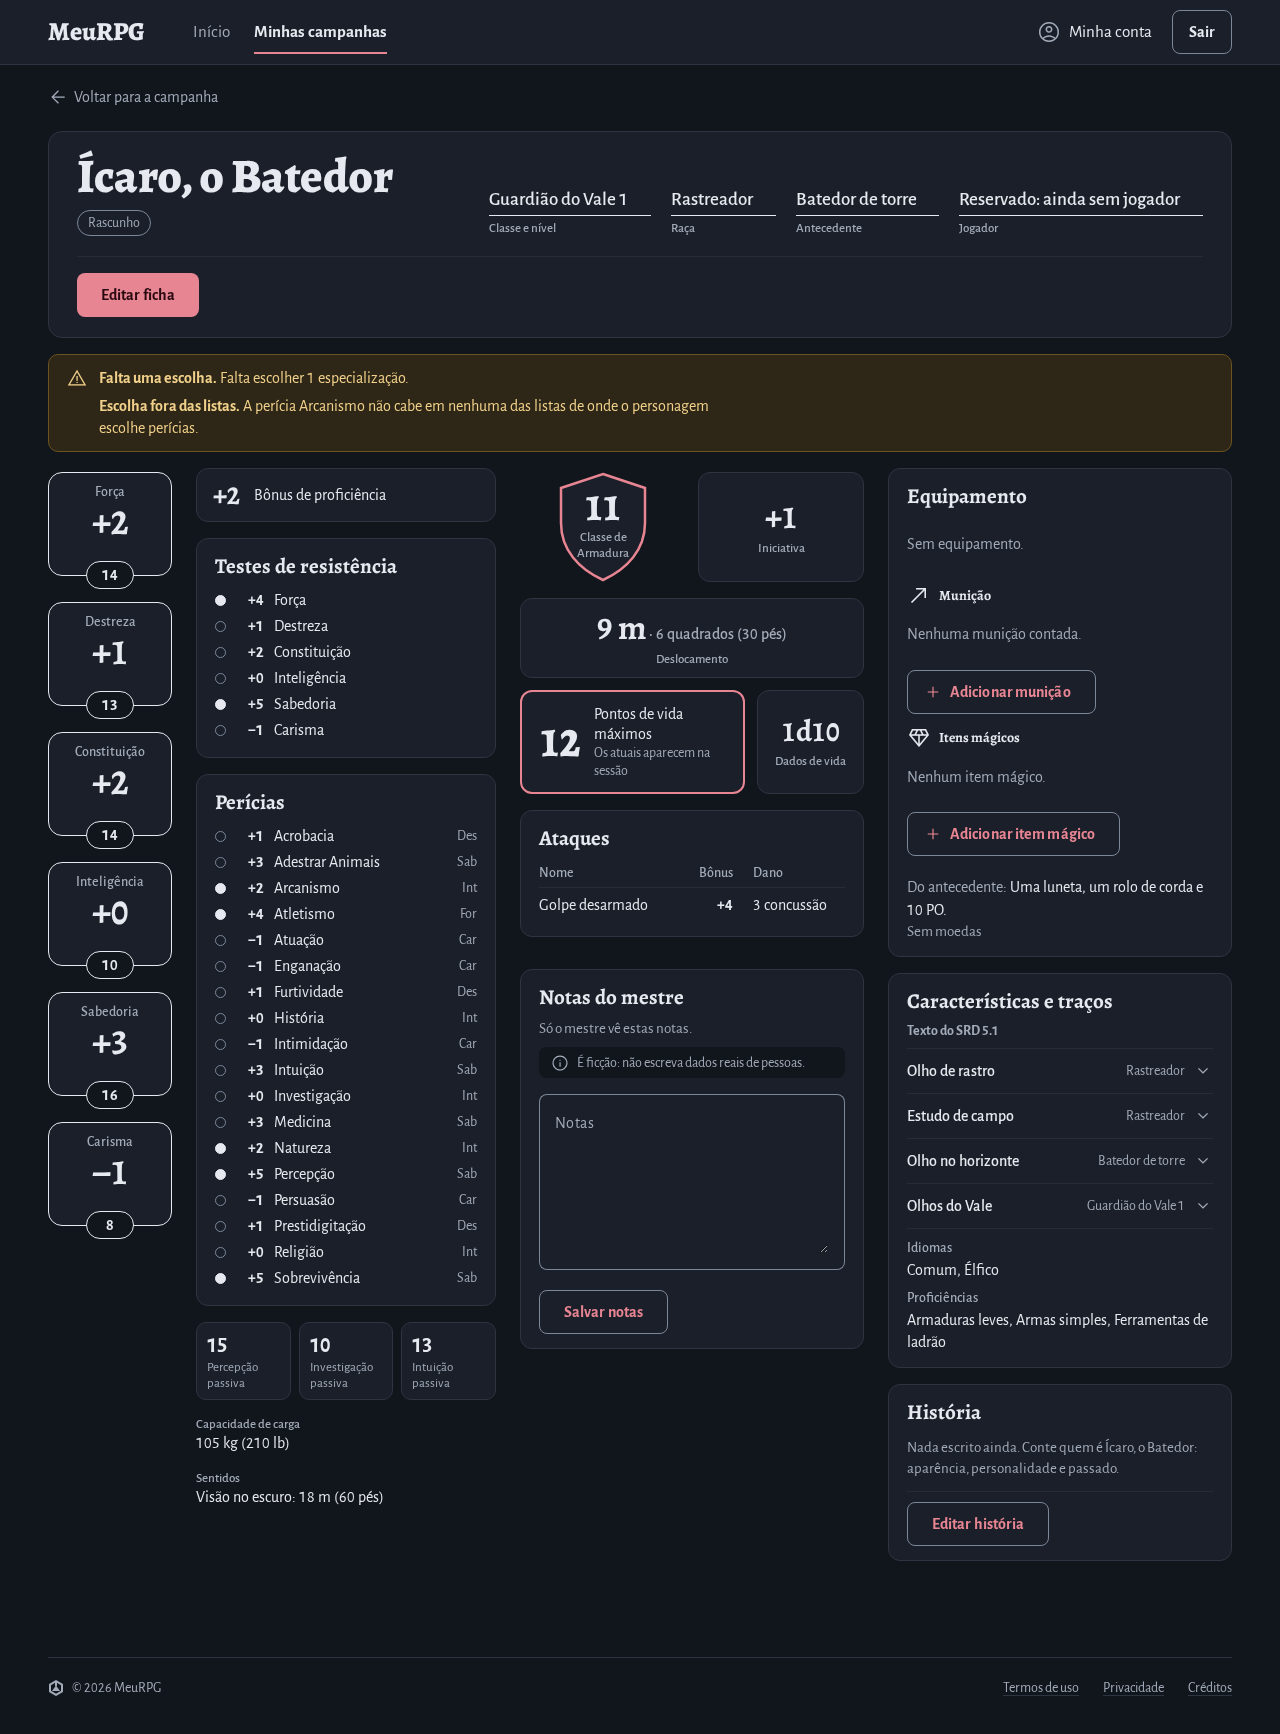 MeuRPG
Início
Minhas campanhas
Minha conta
Sair
Voltar para a campanha
Ícaro, o Batedor
Rascunho
Guardião do Vale 1
Classe e nível
Rastreador
Raça
Batedor de torre
Antecedente
Reservado: ainda sem jogador
Jogador
Editar ficha
Falta uma escolha. Falta escolher 1 especialização.
Escolha fora das listas. A perícia Arcanismo não cabe em nenhuma das listas de onde o personagem
escolhe perícias.
Força
+2
14
Destreza
+1
13
Constituição
+2
14
Inteligência
+0
10
Sabedoria
+3
16
Carisma
−1
8
+2 Bônus de proficiência
Testes de resistência
+4 Força
+1 Destreza
+2 Constituição
+0 Inteligência
+5 Sabedoria
−1 Carisma
Perícias
+1 Acrobacia Des
+3 Adestrar Animais Sab
+2 Arcanismo Int
+4 Atletismo For
−1 Atuação Car
−1 Enganação Car
+1 Furtividade Des
+0 História Int
−1 Intimidação Car
+3 Intuição Sab
+0 Investigação Int
+3 Medicina Sab
+2 Natureza Int
+5 Percepção Sab
−1 Persuasão Car
+1 Prestidigitação Des
+0 Religião Int
+5 Sobrevivência Sab
15
Percepção
passiva
10
Investigação
passiva
13
Intuição
passiva
Capacidade de carga
105 kg (210 lb)
Sentidos
Visão no escuro: 18 m (60 pés)
11
Classe de
Armadura
+1
Iniciativa
9 m · 6 quadrados (30 pés)
Deslocamento
12
Pontos de vida
máximos
Os atuais aparecem na
sessão
1d10
Dados de vida
Ataques
Nome Bônus Dano
Golpe desarmado +4 3 concussão
Notas do mestre
Só o mestre vê estas notas.
É ficção: não escreva dados reais de pessoas.
Notas
Salvar notas
Equipamento
Sem equipamento.
Munição
Nenhuma munição contada.
Adicionar munição
Itens mágicos
Nenhum item mágico.
Adicionar item mágico
Do antecedente: Uma luneta, um rolo de corda e
10 PO.
Sem moedas
Características e traços
Texto do SRD 5.1
Olho de rastro Rastreador
Estudo de campo Rastreador
Olho no horizonte Batedor de torre
Olhos do Vale Guardião do Vale 1
Idiomas
Comum, Élfico
Proficiências
Armaduras leves, Armas simples, Ferramentas de
ladrão
História
Nada escrito ainda. Conte quem é Ícaro, o Batedor:
aparência, personalidade e passado.
Editar história
© 2026 MeuRPG
Termos de uso
Privacidade
Créditos